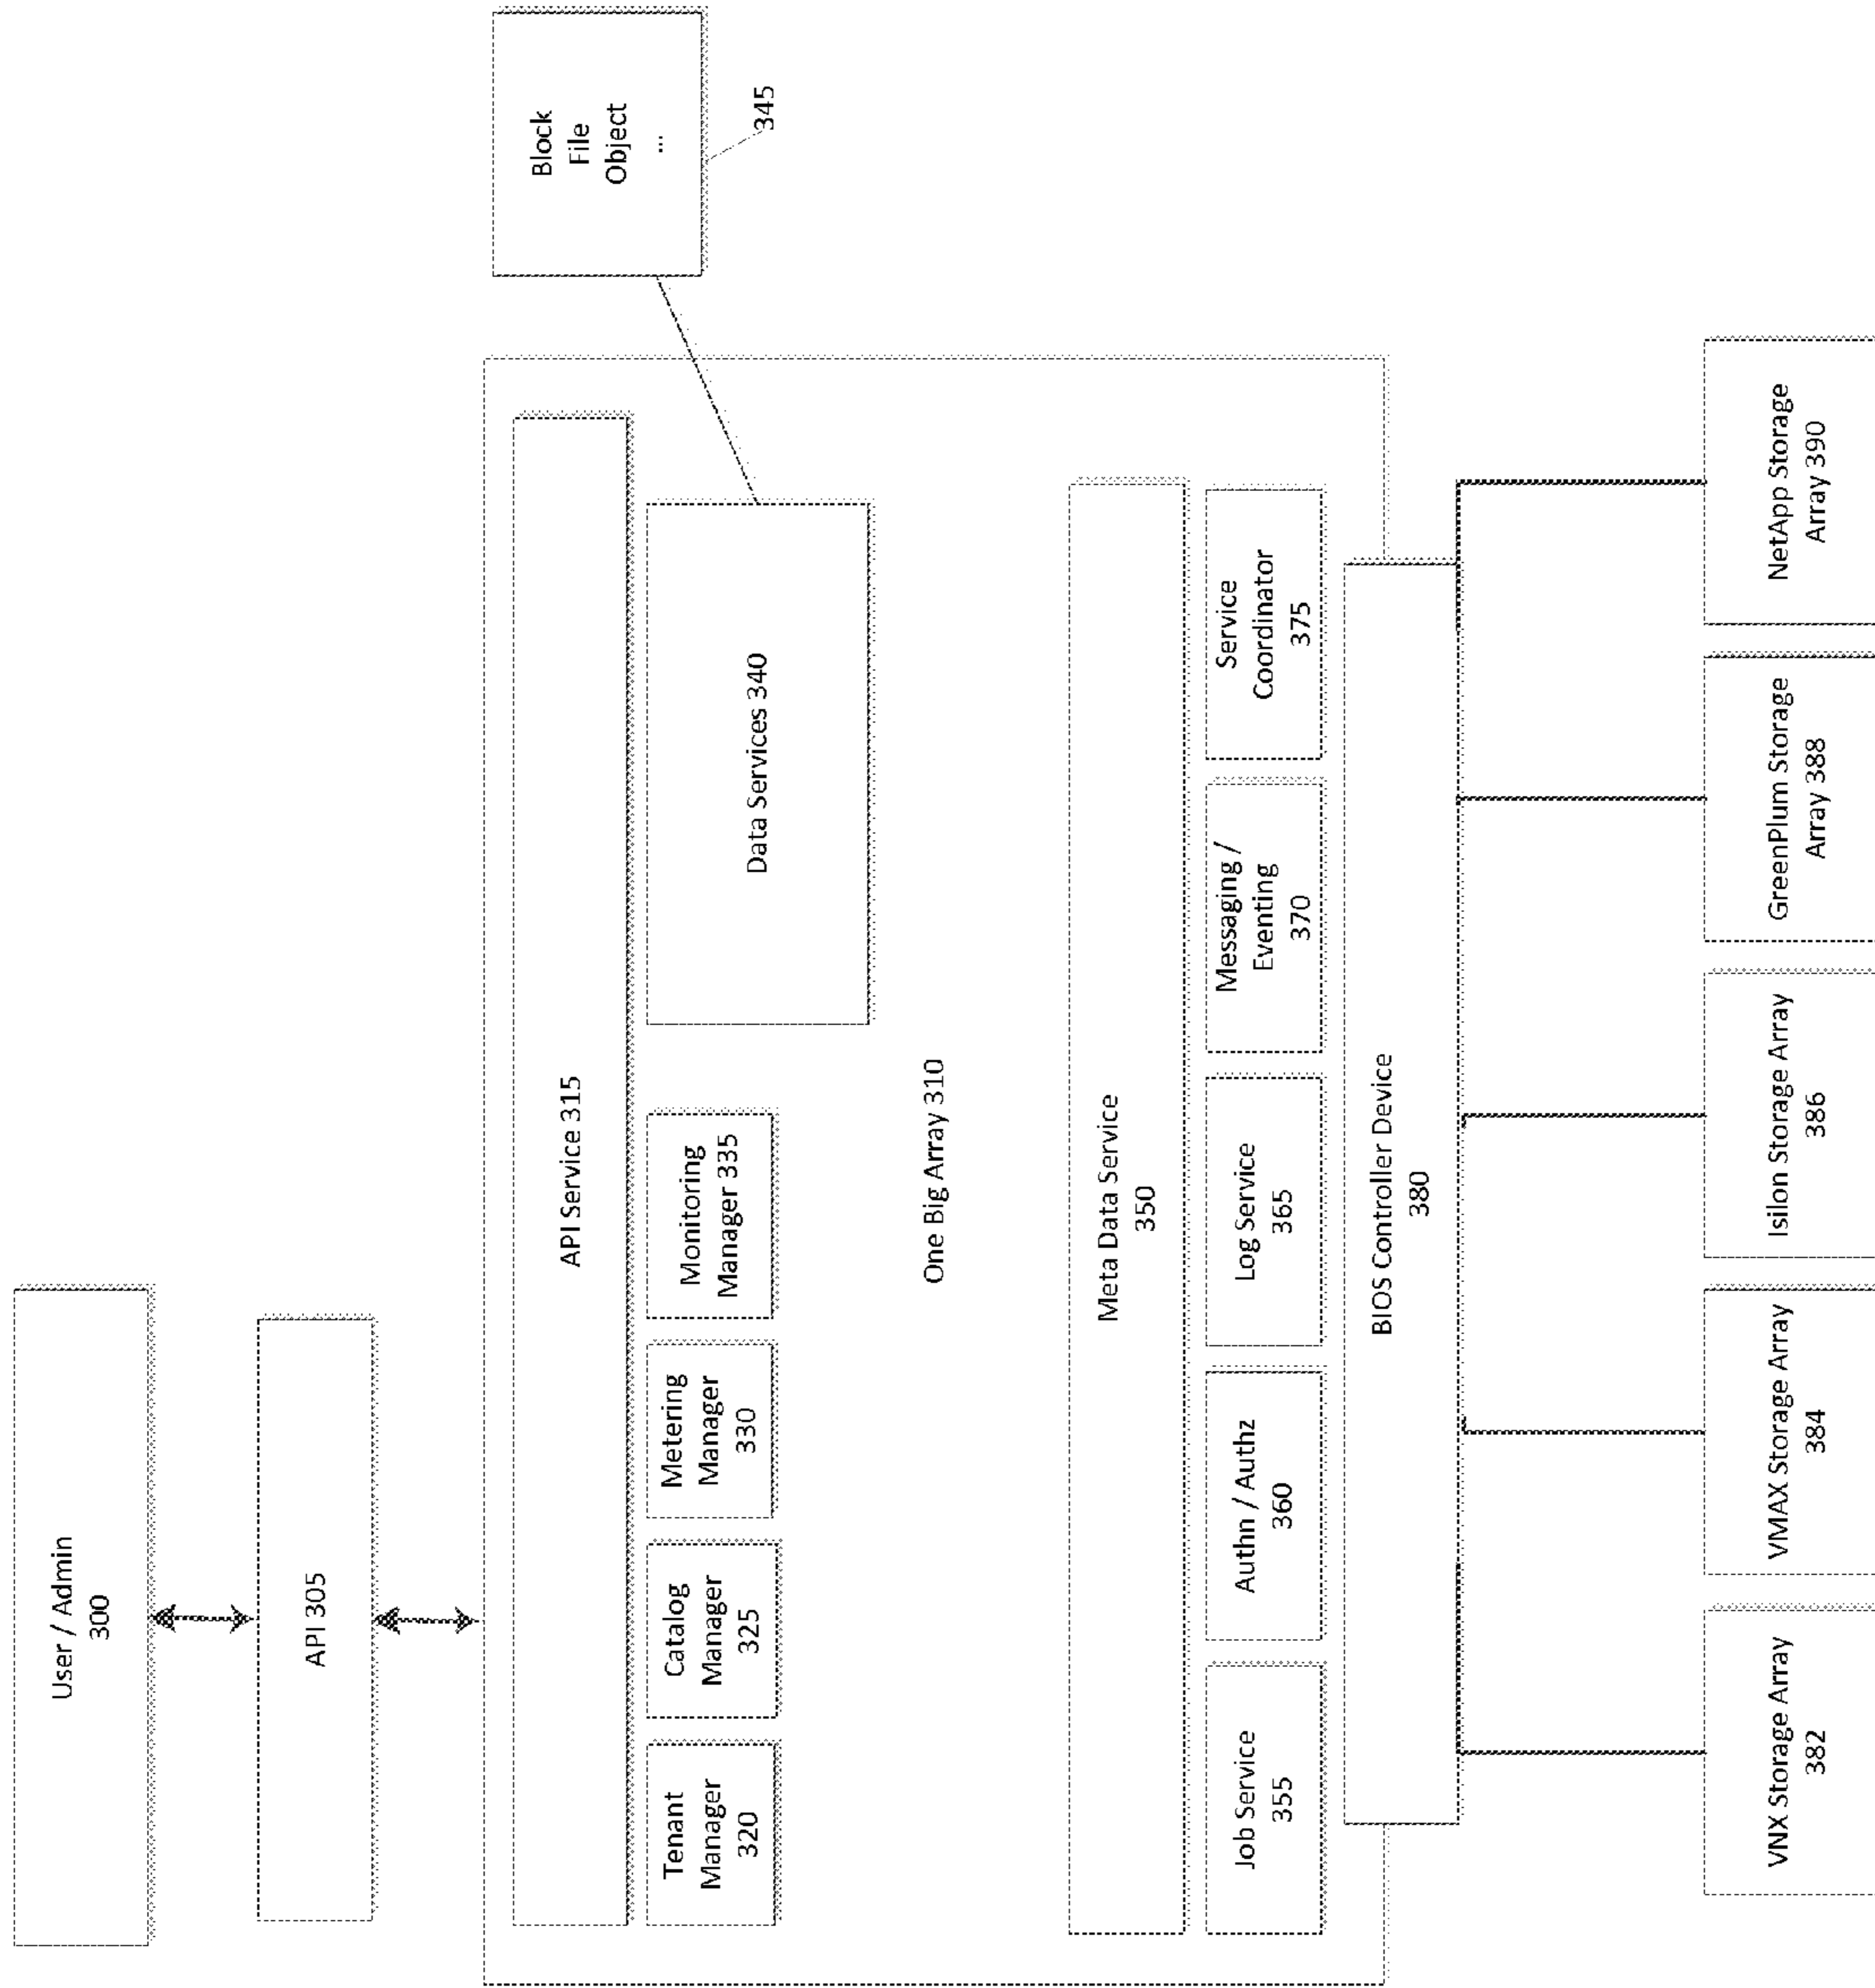 User / Admin
300
API 305
API Service 315
Tenant
Manager
320
Catalog
Manager
325
Metering
Manager
330
Monitoring
Manager 335
Data Services 340
Block
File
Object
...
345
One Big Array 310
Meta Data Service
350
Job Service
355
Authn / Authz
360
Log Service
365
Messaging /
Eventing
370
Service
Coordinator
375
BIOS Controller Device
380
VNX Storage Array
382
VMAX Storage Array
384
Isilon Storage Array
386
GreenPlum Storage
Array 388
NetApp Storage
Array 390